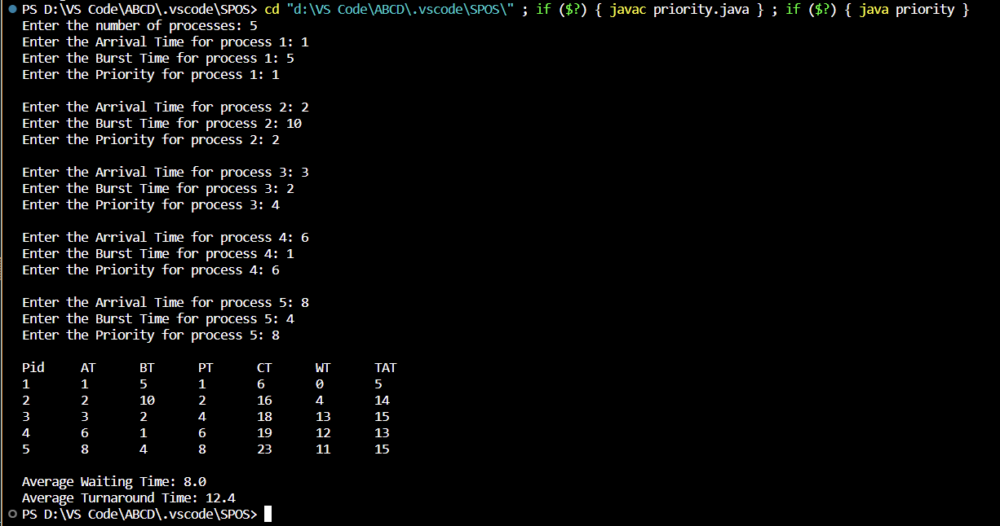 PS D:\VS Code\ABCD\.vscode\SPOS> cd "d:\VS Code\ABCD\.vscode\SPOS\" ; if ($?) { javac priority.java } ; if ($?) { java priority }
Enter the number of processes: 5
Enter the Arrival Time for process 1: 1
Enter the Burst Time for process 1: 5
Enter the Priority for process 1: 1

Enter the Arrival Time for process 2: 2
Enter the Burst Time for process 2: 10
Enter the Priority for process 2: 2

Enter the Arrival Time for process 3: 3
Enter the Burst Time for process 3: 2
Enter the Priority for process 3: 4

Enter the Arrival Time for process 4: 6
Enter the Burst Time for process 4: 1
Enter the Priority for process 4: 6

Enter the Arrival Time for process 5: 8
Enter the Burst Time for process 5: 4
Enter the Priority for process 5: 8

Pid     AT      BT      PT      CT      WT      TAT
1       1       5       1       6       0       5
2       2       10      2       16      4       14
3       3       2       4       18      13      15
4       6       1       6       19      12      13
5       8       4       8       23      11      15

Average Waiting Time: 8.0
Average Turnaround Time: 12.4
PS D:\VS Code\ABCD\.vscode\SPOS>